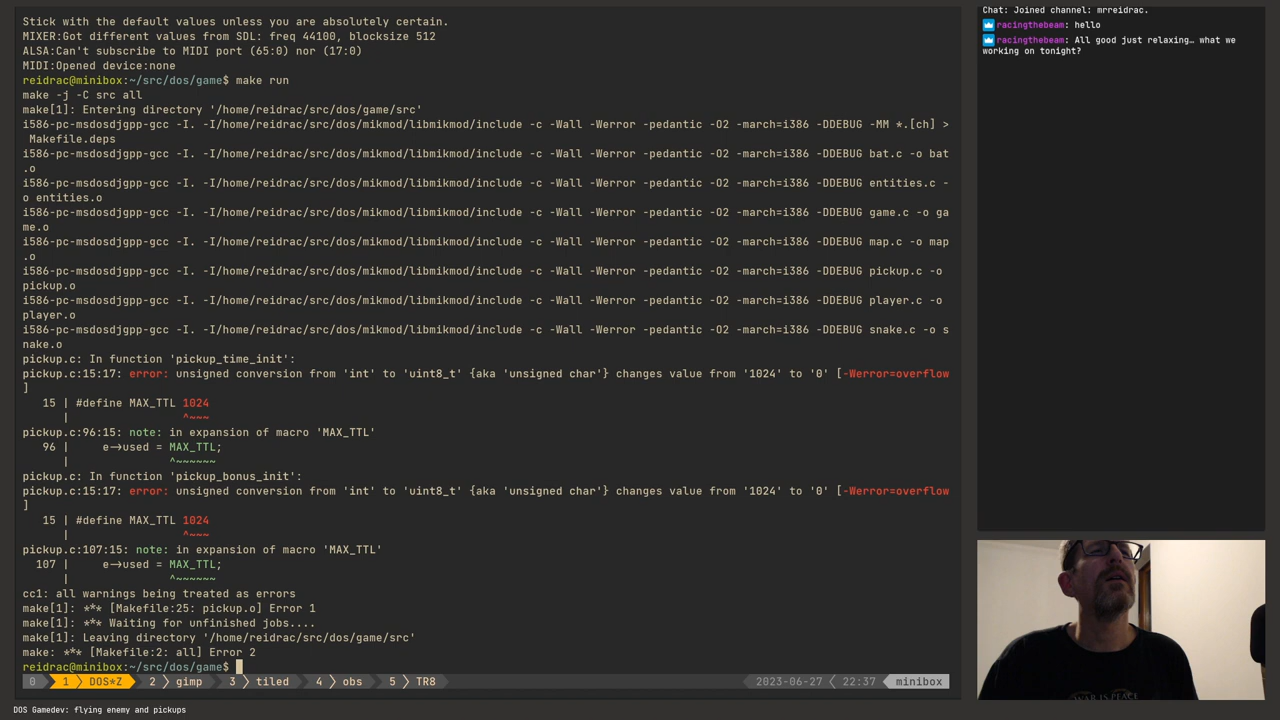 Stick with the default values unless you are absolutely certain.
MIXER:Got different values from SDL: freq 44100, blocksize 512
ALSA:Can't subscribe to MIDI port (65:0) nor (17:0)
MIDI:Opened device:none
reidrac@minibox:~/src/dos/game$ make run
make -j -C src all
make[1]: Entering directory '/home/reidrac/src/dos/game/src'
i586-pc-msdosdjgpp-gcc -I. -I/home/reidrac/src/dos/mikmod/libmikmod/include -c -Wall -Werror -pedantic -O2 -march=i386 -DDEBUG -MM *.[ch] >
Makefile.deps
i586-pc-msdosdjgpp-gcc -I. -I/home/reidrac/src/dos/mikmod/libmikmod/include -c -Wall -Werror -pedantic -O2 -march=i386 -DDEBUG bat.c -o bat
.o
i586-pc-msdosdjgpp-gcc -I. -I/home/reidrac/src/dos/mikmod/libmikmod/include -c -Wall -Werror -pedantic -O2 -march=i386 -DDEBUG entities.c -
o entities.o
i586-pc-msdosdjgpp-gcc -I. -I/home/reidrac/src/dos/mikmod/libmikmod/include -c -Wall -Werror -pedantic -O2 -march=i386 -DDEBUG game.c -o ga
me.o
i586-pc-msdosdjgpp-gcc -I. -I/home/reidrac/src/dos/mikmod/libmikmod/include -c -Wall -Werror -pedantic -O2 -march=i386 -DDEBUG map.c -o map
.o
i586-pc-msdosdjgpp-gcc -I. -I/home/reidrac/src/dos/mikmod/libmikmod/include -c -Wall -Werror -pedantic -O2 -march=i386 -DDEBUG pickup.c -o
pickup.o
i586-pc-msdosdjgpp-gcc -I. -I/home/reidrac/src/dos/mikmod/libmikmod/include -c -Wall -Werror -pedantic -O2 -march=i386 -DDEBUG player.c -o
player.o
i586-pc-msdosdjgpp-gcc -I. -I/home/reidrac/src/dos/mikmod/libmikmod/include -c -Wall -Werror -pedantic -O2 -march=i386 -DDEBUG snake.c -o s
nake.o
pickup.c: In function 'pickup_time_init':
pickup.c:15:17: error: unsigned conversion from 'int' to 'uint8_t' {aka 'unsigned char'} changes value from '1024' to '0' [-Werror=overflow
]
15 | #define MAX_TTL 1024
| ^~~~
pickup.c:96:15: note: in expansion of macro 'MAX_TTL'
96 | e->used = MAX_TTL;
| ^~~~~~~
pickup.c: In function 'pickup_bonus_init':
pickup.c:15:17: error: unsigned conversion from 'int' to 'uint8_t' {aka 'unsigned char'} changes value from '1024' to '0' [-Werror=overflow
]
15 | #define MAX_TTL 1024
| ^~~~
pickup.c:107:15: note: in expansion of macro 'MAX_TTL'
107 | e->used = MAX_TTL;
| ^~~~~~~
cc1: all warnings being treated as errors
make[1]: *** [Makefile:25: pickup.o] Error 1
make[1]: *** Waiting for unfinished jobs....
make[1]: Leaving directory '/home/reidrac/src/dos/game/src'
make: *** [Makefile:2: all] Error 2
reidrac@minibox:~/src/dos/game$
0 1 DOS*Z 2 gimp 3 tiled 4 obs 5 TR8 2023-06-27 22:37 minibox
DOS Gamedev: flying enemy and pickups
Chat: Joined channel: mrreidrac.
racingthebeam: hello
racingthebeam: All good just relaxing… what we
working on tonight?
WAR IS PEACE